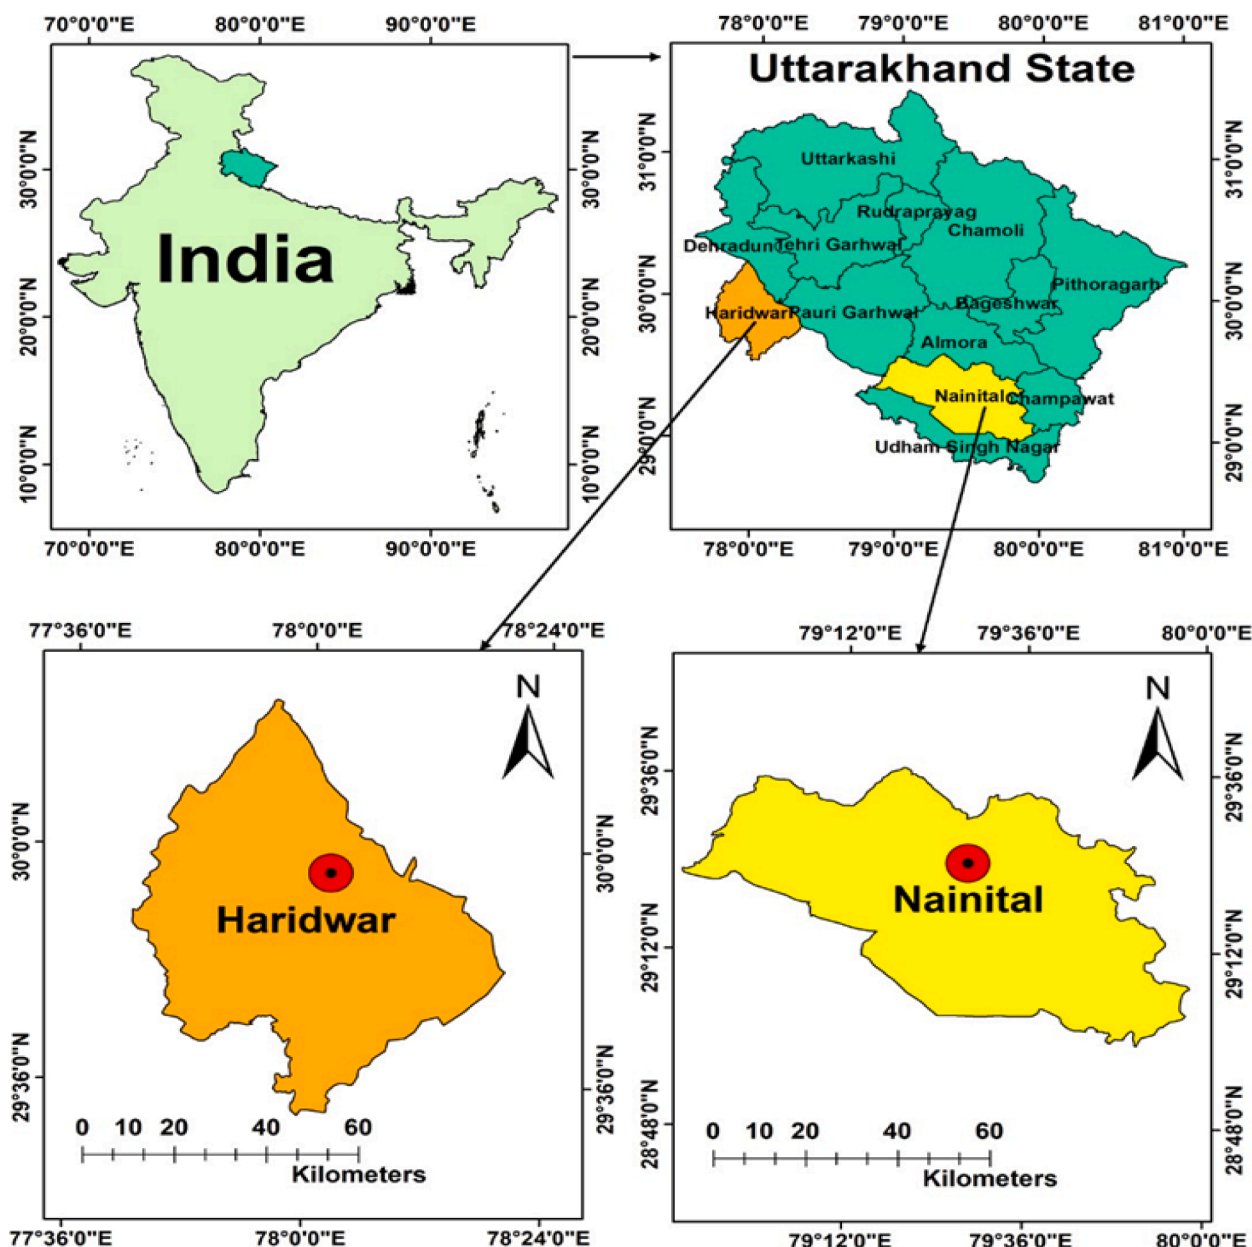 70°0'0"E 80°0'0"E 90°0'0"E
30°0'0"N 30°0'0"N
India
20°0'0"N 20°0'0"N
10°0'0"N 10°0'0"N
70°0'0"E 80°0'0"E 90°0'0"E
78°0'0"E 79°0'0"E 80°0'0"E 81°0'0"E
Uttarakhand State
31°0'0"N 31°0'0"N
Uttarkashi
Rudraprayag
Chamoli
Dehradun Tehri Garhwal
Pithoragarh
30°0'0"N 30°0'0"N
Bageshwar
Haridwar Pauri Garhwal
Almora
Nainital Champawat
29°0'0"N 29°0'0"N
Udham Singh Nagar
78°0'0"E 79°0'0"E 80°0'0"E 81°0'0"E
77°36'0"E 78°0'0"E 78°24'0"E
N
30°0'0"N 30°0'0"N
Haridwar
29°36'0"N 29°36'0"N
0 10 20 40 60
Kilometers
77°36'0"E 78°0'0"E 78°24'0"E
79°12'0"E 79°36'0"E 80°0'0"E
N
29°36'0"N 29°36'0"N
Nainital
29°12'0"N 29°12'0"N
28°48'0"N 28°48'0"N
0 10 20 40 60
Kilometers
79°12'0"E 79°36'0"E 80°0'0"E